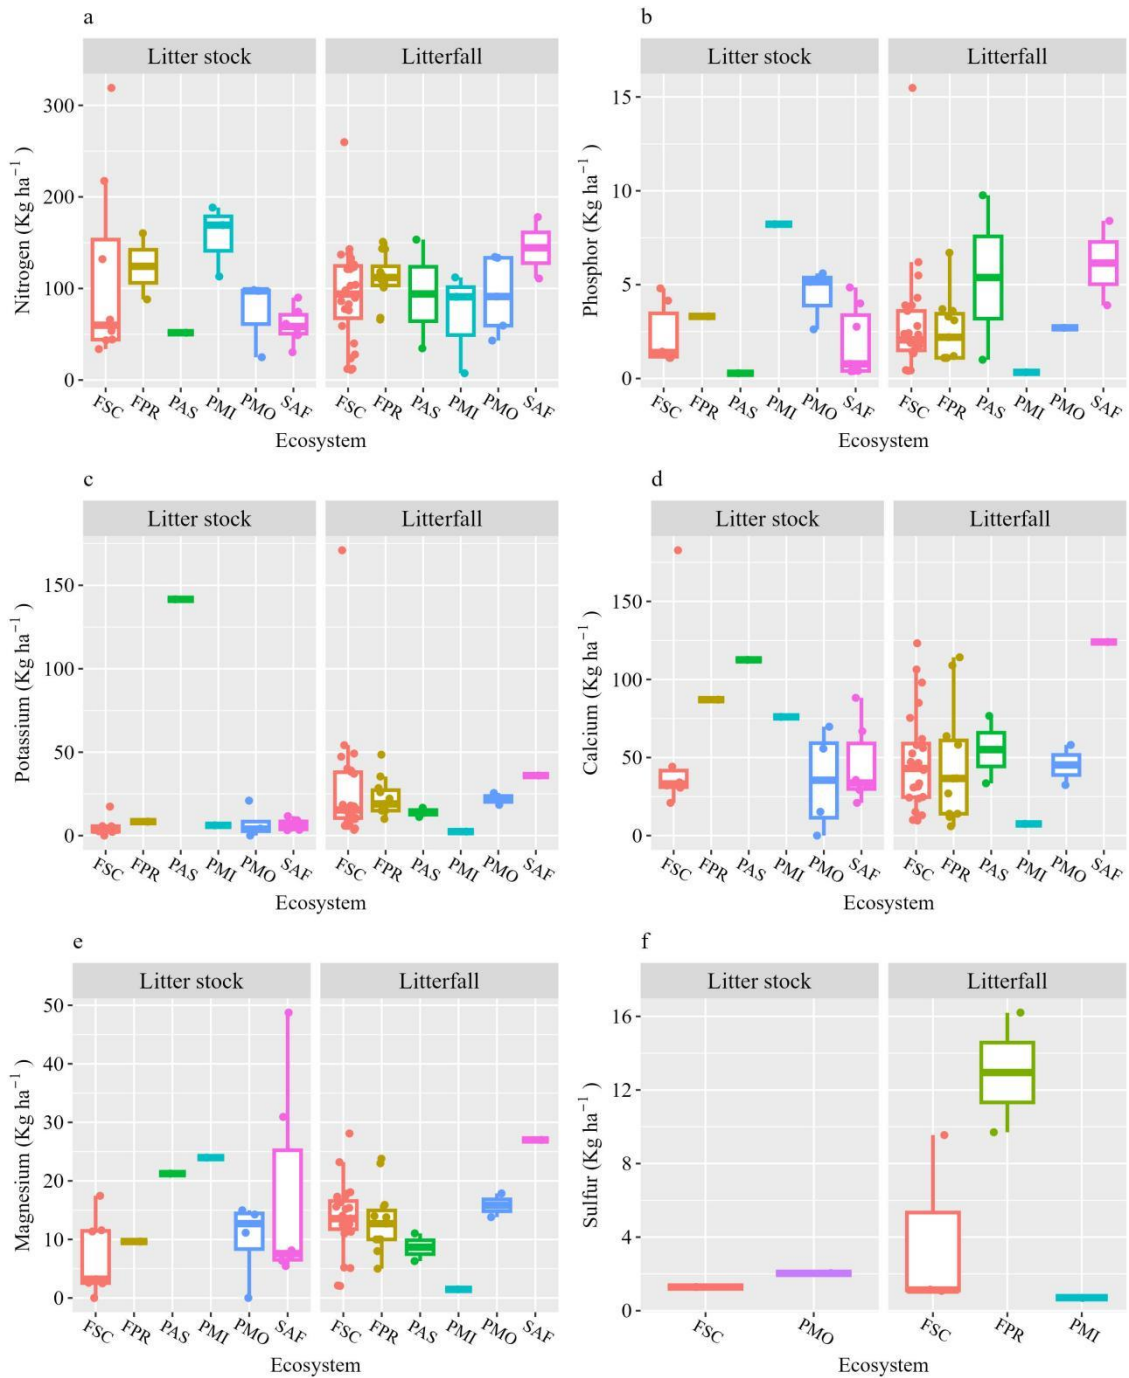 a
Litter stock
Litterfall
Nitrogen (Kg ha⁻¹ )
300
200
100
0
FSC FPR PAS PMI PMO SAF
FSC FPR PAS PMI PMO SAF
Ecosystem
b
Litter stock
Litterfall
Phosphor (Kg ha⁻¹ )
15
10
5
0
FSC FPR PAS PMI PMO SAF
FSC FPR PAS PMI PMO SAF
Ecosystem
c
Litter stock
Litterfall
Potassium (Kg ha⁻¹ )
150
100
50
0
FSC FPR PAS PMI PMO SAF
FSC FPR PAS PMI PMO SAF
Ecosystem
d
Litter stock
Litterfall
Calcium (Kg ha⁻¹ )
150
100
50
0
FSC FPR PAS PMI PMO SAF
FSC FPR PAS PMI PMO SAF
Ecosystem
e
Litter stock
Litterfall
Magnesium (Kg ha⁻¹ )
50
40
30
20
10
0
FSC FPR PAS PMI PMO SAF
FSC FPR PAS PMI PMO SAF
Ecosystem
f
Litter stock
Litterfall
Sulfur (Kg ha⁻¹ )
16
12
8
4
0
FSC PMO
FSC FPR PMI
Ecosystem